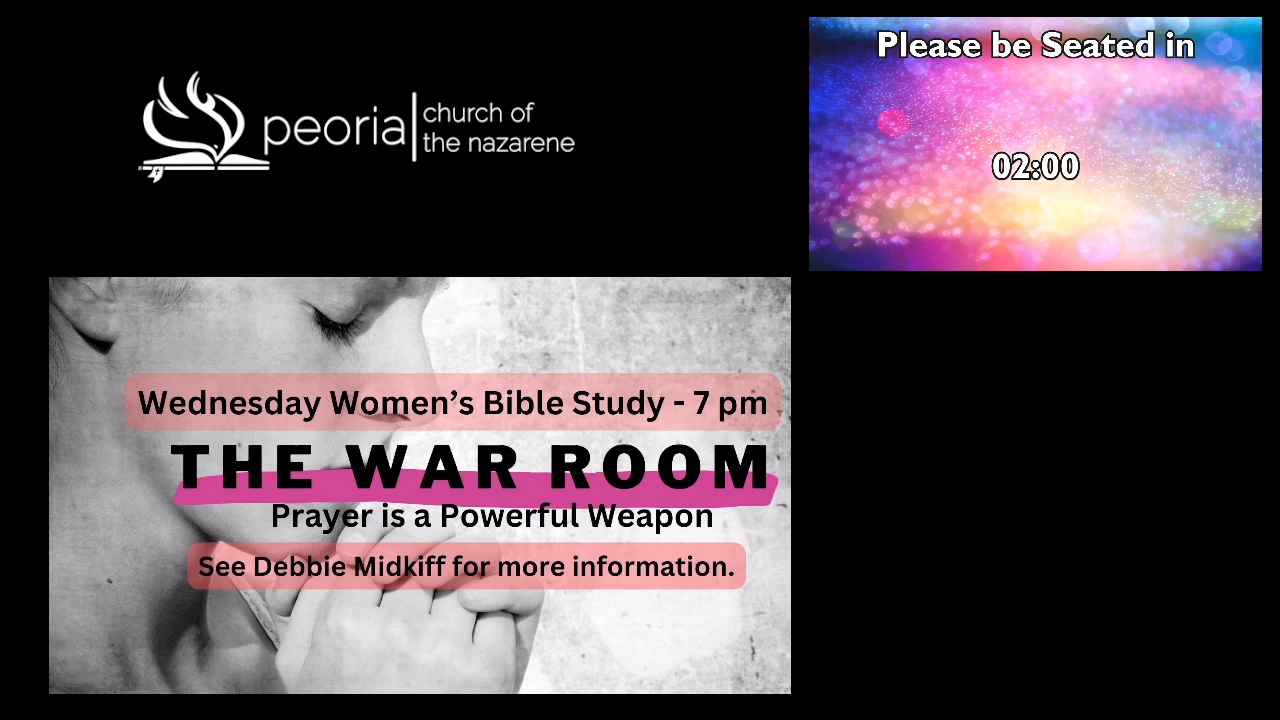 peoria
church of
the nazarene
Please be Seated in
02:00
Wednesday Women’s Bible Study - 7 pm
THE WAR ROOM
Prayer is a Powerful Weapon
See Debbie Midkiff for more information.